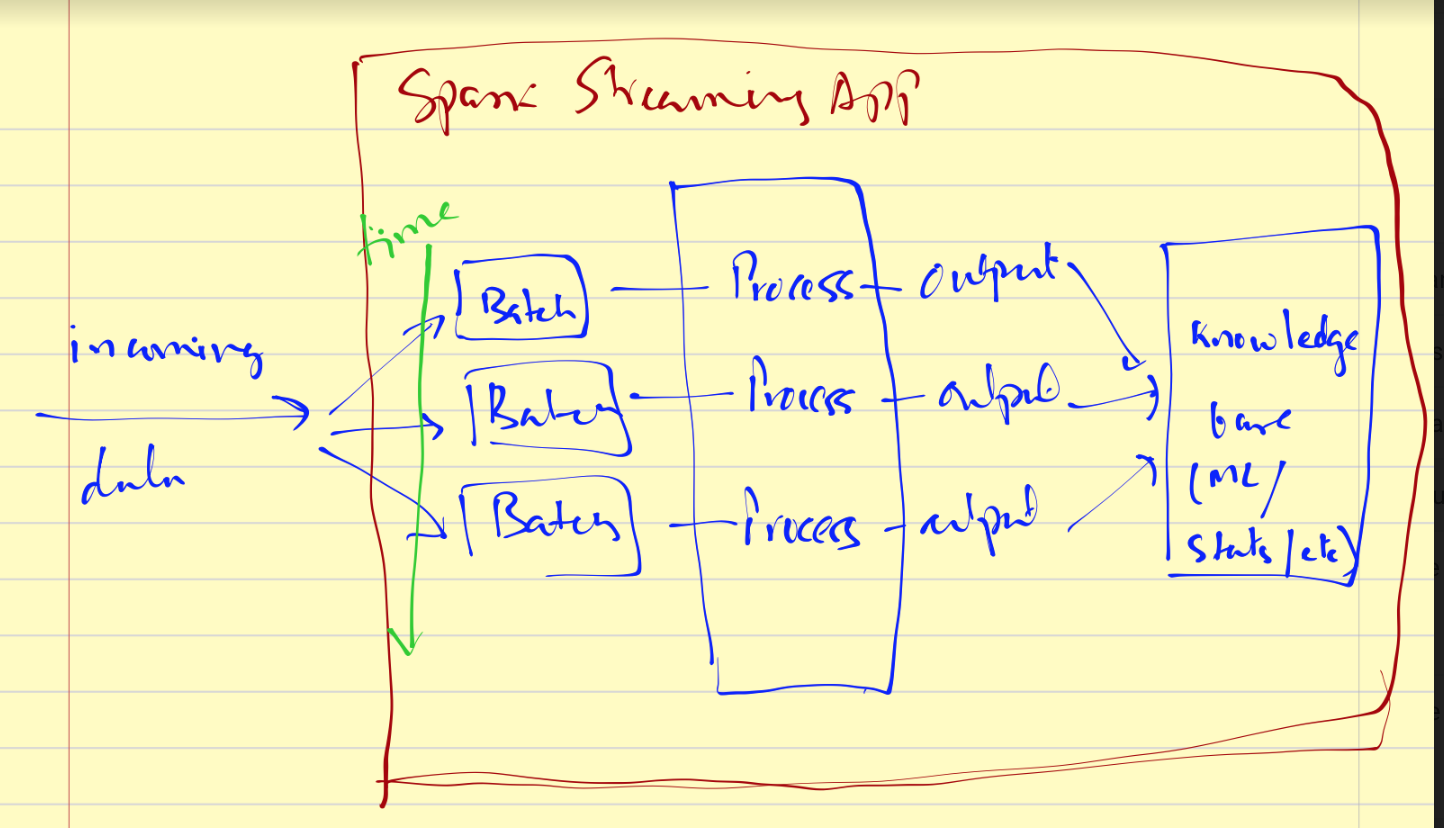 Spark Streaming App
time
incoming
data
Batch
Process
output
Batch
Process
output
Batch
Process
output
Knowledge
base
(ML/
Stats/etc)